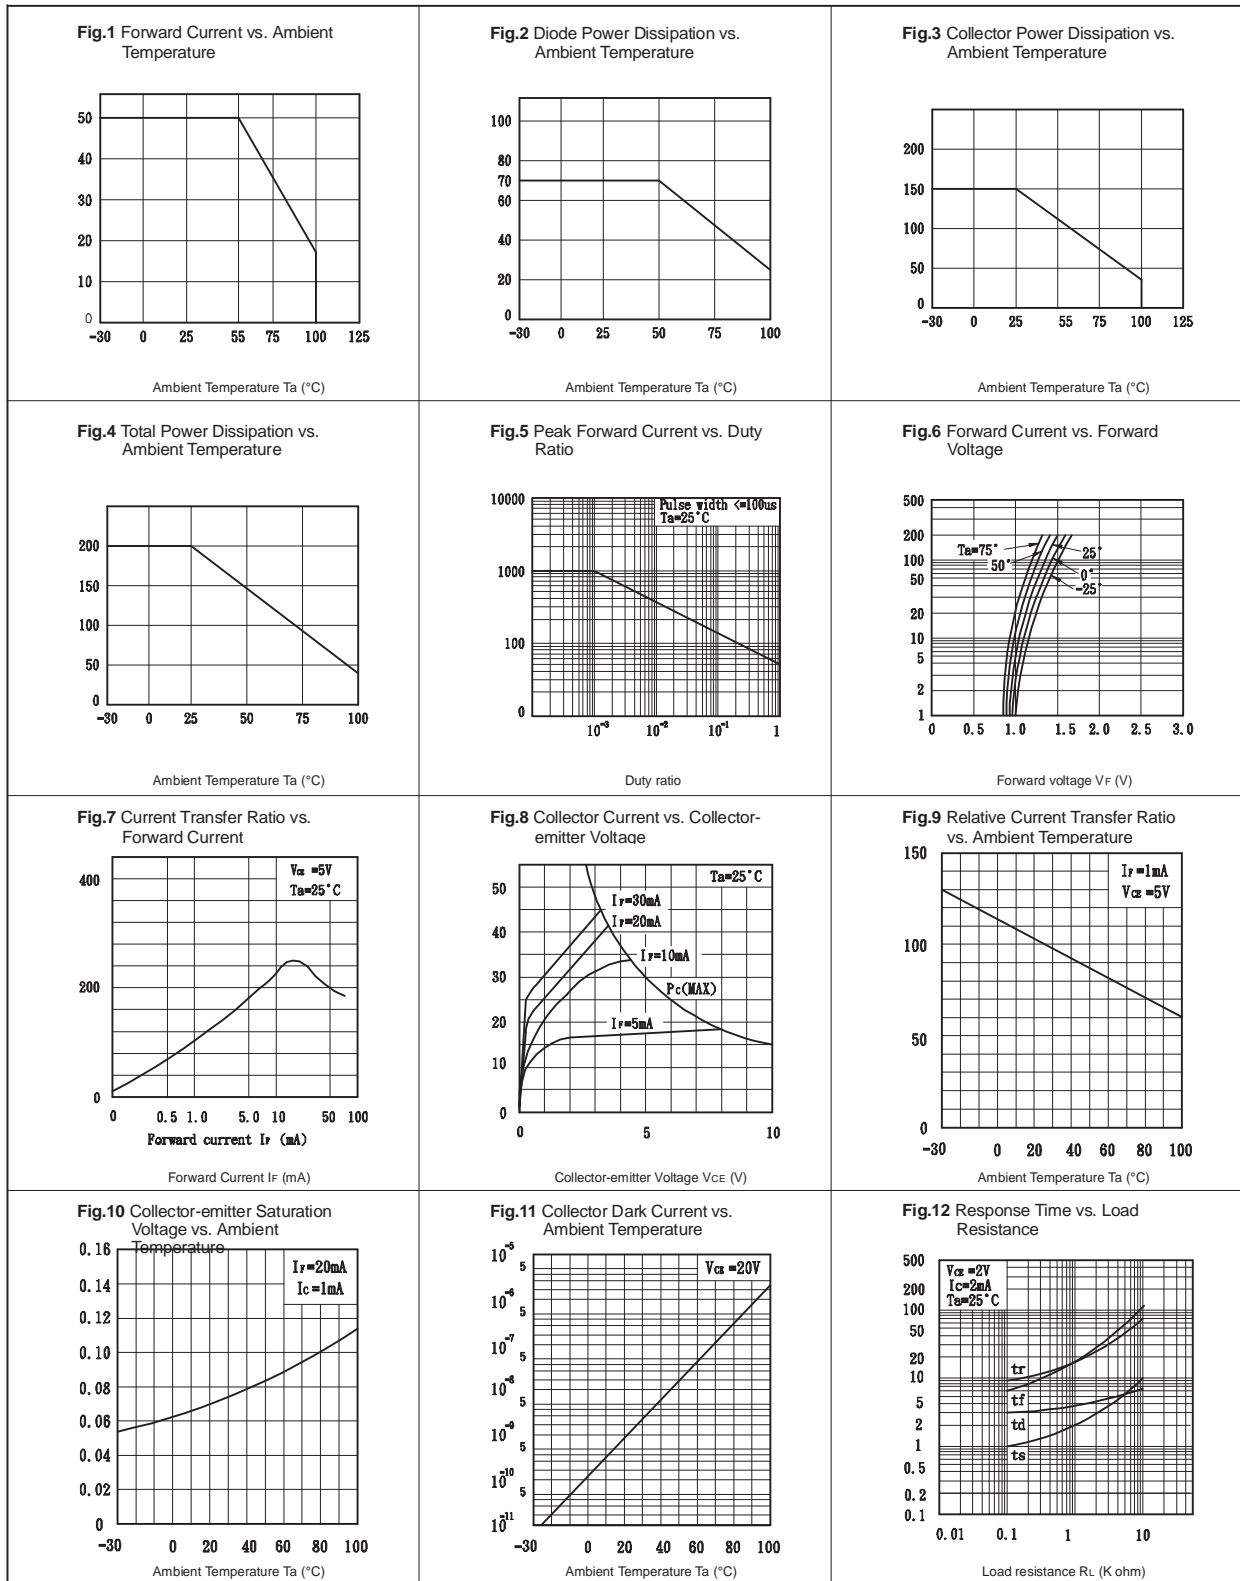 Fig.1 Forward Current vs. Ambient
Temperature
50
40
30
20
10
0
-30 0 25 55 75 100 125
Ambient Temperature Ta (°C)
Fig.2 Diode Power Dissipation vs.
Ambient Temperature
100
80
70
60
40
20
0
-30 0 25 50 75 100
Ambient Temperature Ta (°C)
Fig.3 Collector Power Dissipation vs.
Ambient Temperature
200
150
100
50
0
-30 0 25 55 75 100 125
Ambient Temperature Ta (°C)
Fig.4 Total Power Dissipation vs.
Ambient Temperature
200
150
100
50
0
-30 0 25 50 75 100
Ambient Temperature Ta (°C)
Fig.5 Peak Forward Current vs. Duty
Ratio
Pulse width <=100us
Ta=25°C
10000
1000
100
0
10⁻³ 10⁻² 10⁻¹ 1
Duty ratio
Fig.6 Forward Current vs. Forward
Voltage
500
200
100
50
20
10
5
2
1
Ta=75°
50°
25°
0°
-25°
0 0.5 1.0 1.5 2.0 2.5 3.0
Forward voltage VF (V)
Fig.7 Current Transfer Ratio vs.
Forward Current
VCE =5V
Ta=25°C
400
200
0
0 0.5 1.0 5.0 10 50 100
Forward current IF (mA)
Forward Current IF (mA)
Fig.8 Collector Current vs. Collector-
emitter Voltage
Ta=25°C
50
40
30
20
10
0
IF=30mA
IF=20mA
IF=10mA
PC(MAX)
IF=5mA
0 5 10
Collector-emitter Voltage VCE (V)
Fig.9 Relative Current Transfer Ratio
vs. Ambient Temperature
IF=1mA
VCE =5V
150
100
50
0
-30 0 20 40 60 80 100
Ambient Temperature Ta (°C)
Fig.10 Collector-emitter Saturation
Voltage vs. Ambient
Temperature
IF=20mA
IC=1mA
0.16
0.14
0.12
0.10
0.08
0.06
0.04
0.02
0
-30 0 20 40 60 80 100
Ambient Temperature Ta (°C)
Fig.11 Collector Dark Current vs.
Ambient Temperature
VCE =20V
10⁻⁵
5
10⁻⁶
5
10⁻⁷
5
10⁻⁸
5
10⁻⁹
5
10⁻¹⁰
5
10⁻¹¹
-30 0 20 40 60 80 100
Ambient Temperature Ta (°C)
Fig.12 Response Time vs. Load
Resistance
VCE =2V
Ic=2mA
Ta=25°C
500
200
100
50
20
10
5
2
1
0.5
0.2
0.1
tr
tf
td
ts
0.01 0.1 1 10
Load resistance RL (K ohm)